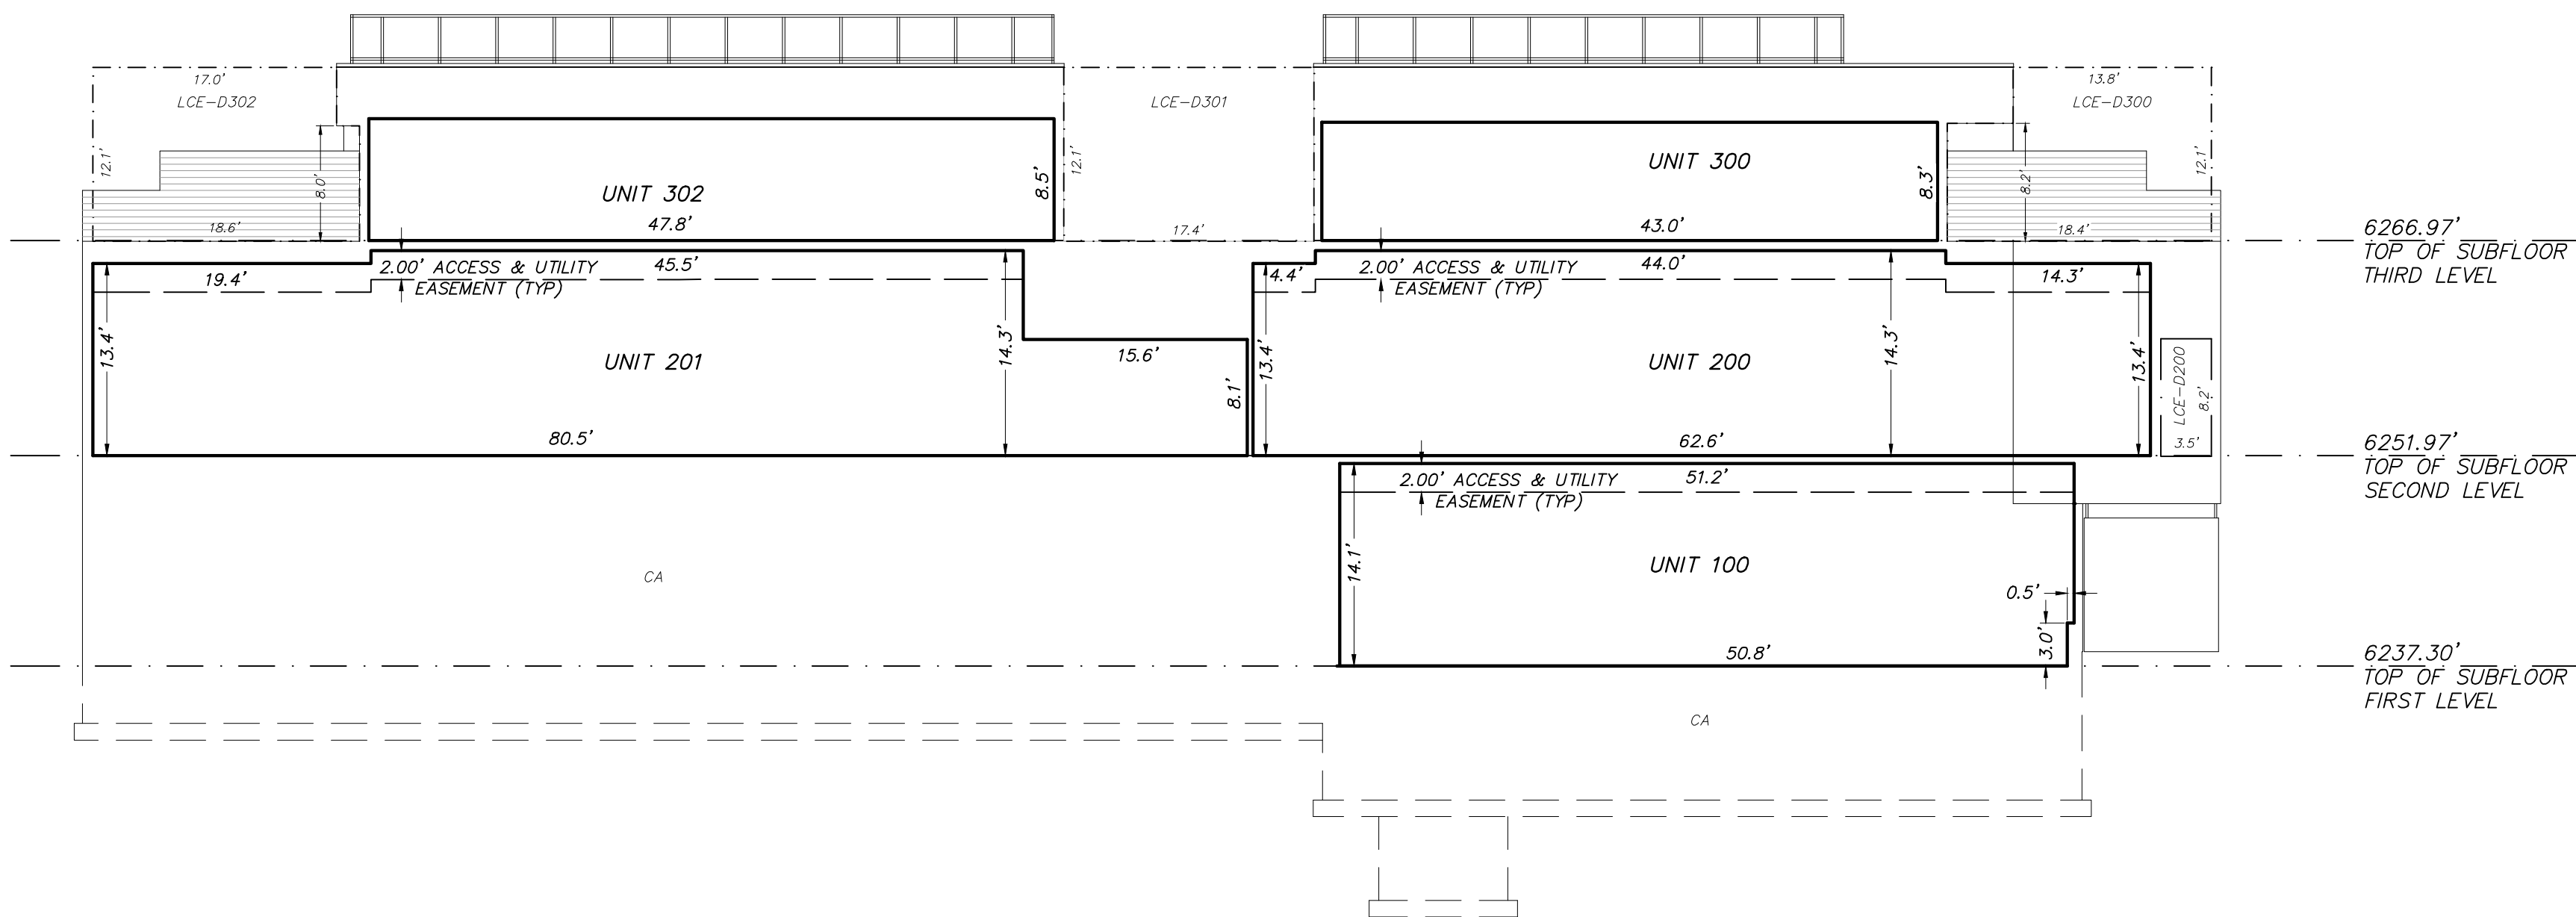 17.0'
LCE-D302
12.1'
8.0'
18.6'
UNIT 302
47.8'
8.5'
12.1'
LCE-D301
17.4'
UNIT 300
43.0'
8.3'
13.8'
LCE-D300
12.1'
8.2'
18.4'
6266.97'
TOP OF SUBFLOOR
THIRD LEVEL
19.4'
2.00' ACCESS & UTILITY
EASEMENT (TYP)
45.5'
13.4'
14.3'
UNIT 201
15.6'
8.1'
80.5'
4.4'
2.00' ACCESS & UTILITY
EASEMENT (TYP)
44.0'
14.3'
13.4'
UNIT 200
14.3'
13.4'
62.6'
LCE-D200
8.2'
3.5'
6251.97'
TOP OF SUBFLOOR
SECOND LEVEL
2.00' ACCESS & UTILITY
EASEMENT (TYP)
51.2'
14.1'
UNIT 100
0.5'
3.0'
50.8'
CA
6237.30'
TOP OF SUBFLOOR
FIRST LEVEL
CA